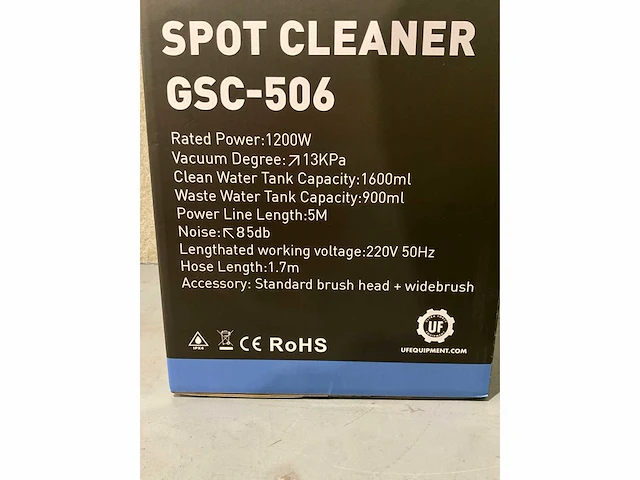 SPOT CLEANER
GSC-506
Rated Power:1200W
Vacuum Degree:↗13KPa
Clean Water Tank Capacity:1600ml
Waste Water Tank Capacity:900ml
Power Line Length:5M
Noise:↖85db
Lengthated working voltage:220V 50Hz
Hose Length:1.7m
Accessory: Standard brush head + widebrush
UF
IPX4 CE RoHS
UFEQUIPMENT.COM